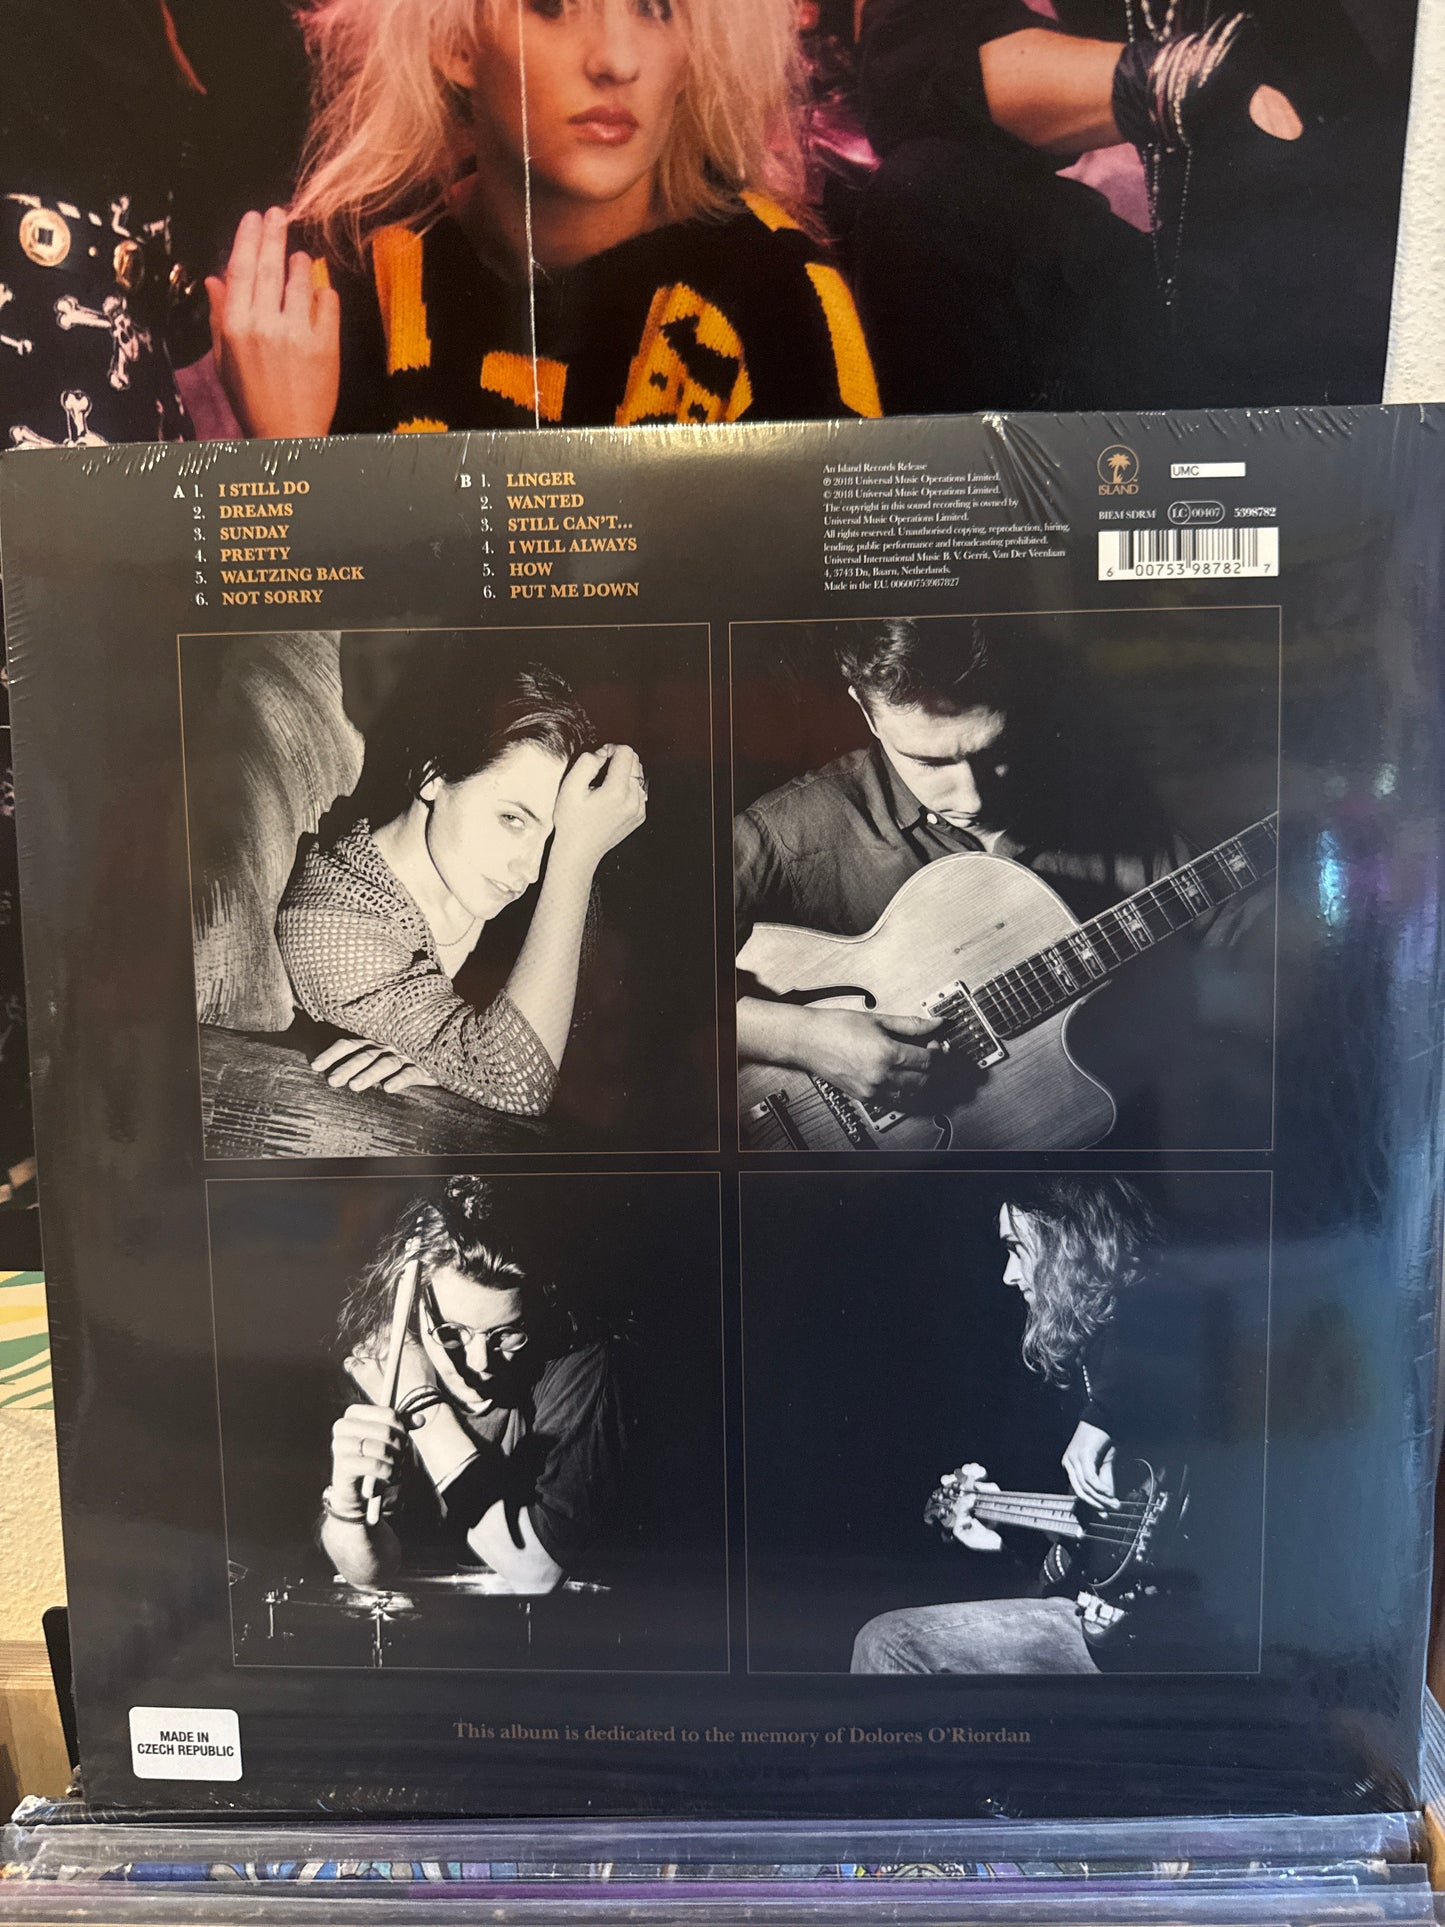 A 1. I STILL DO
2. DREAMS
3. SUNDAY
4. PRETTY
5. WALTZING BACK
6. NOT SORRY
B 1. LINGER
2. WANTED
3. STILL CAN'T...
4. I WILL ALWAYS
5. HOW
6. PUT ME DOWN
An Island Records Release
℗ 2018 Universal Music Operations Limited.
© 2018 Universal Music Operations Limited.
The copyright in this sound recording is owned by
Universal Music Operations Limited.
All rights reserved. Unauthorised copying, reproduction, hiring,
lending, public performance and broadcasting prohibited.
Universal International Music B. V. Gerrit, Van Der Veenlaan
4, 3743 Dn, Baarn, Netherlands.
Made in the E.U. 00600753987827
ISLAND
UMC
BIEM SDRM LC 00407 5398782
6 00753 98782 7
This album is dedicated to the memory of Dolores O'Riordan
MADE IN
CZECH REPUBLIC